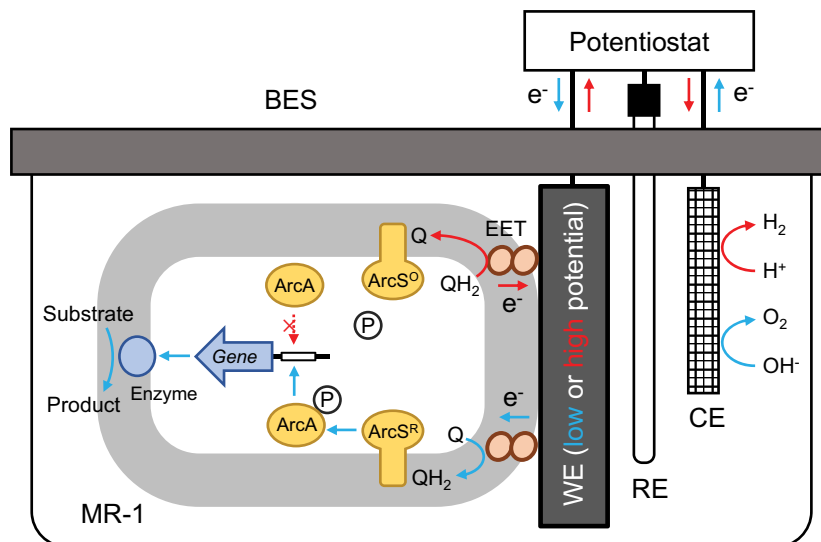 Potentiostat
BES
e⁻
e⁻
EET
Q
QH₂
e⁻
ArcSᴼ
ArcA
P
Substrate
Gene
Product
Enzyme
P
ArcA
ArcSᴿ
Q
QH₂
e⁻
WE (low or high potential)
RE
CE
H₂
H⁺
O₂
OH⁻
MR-1